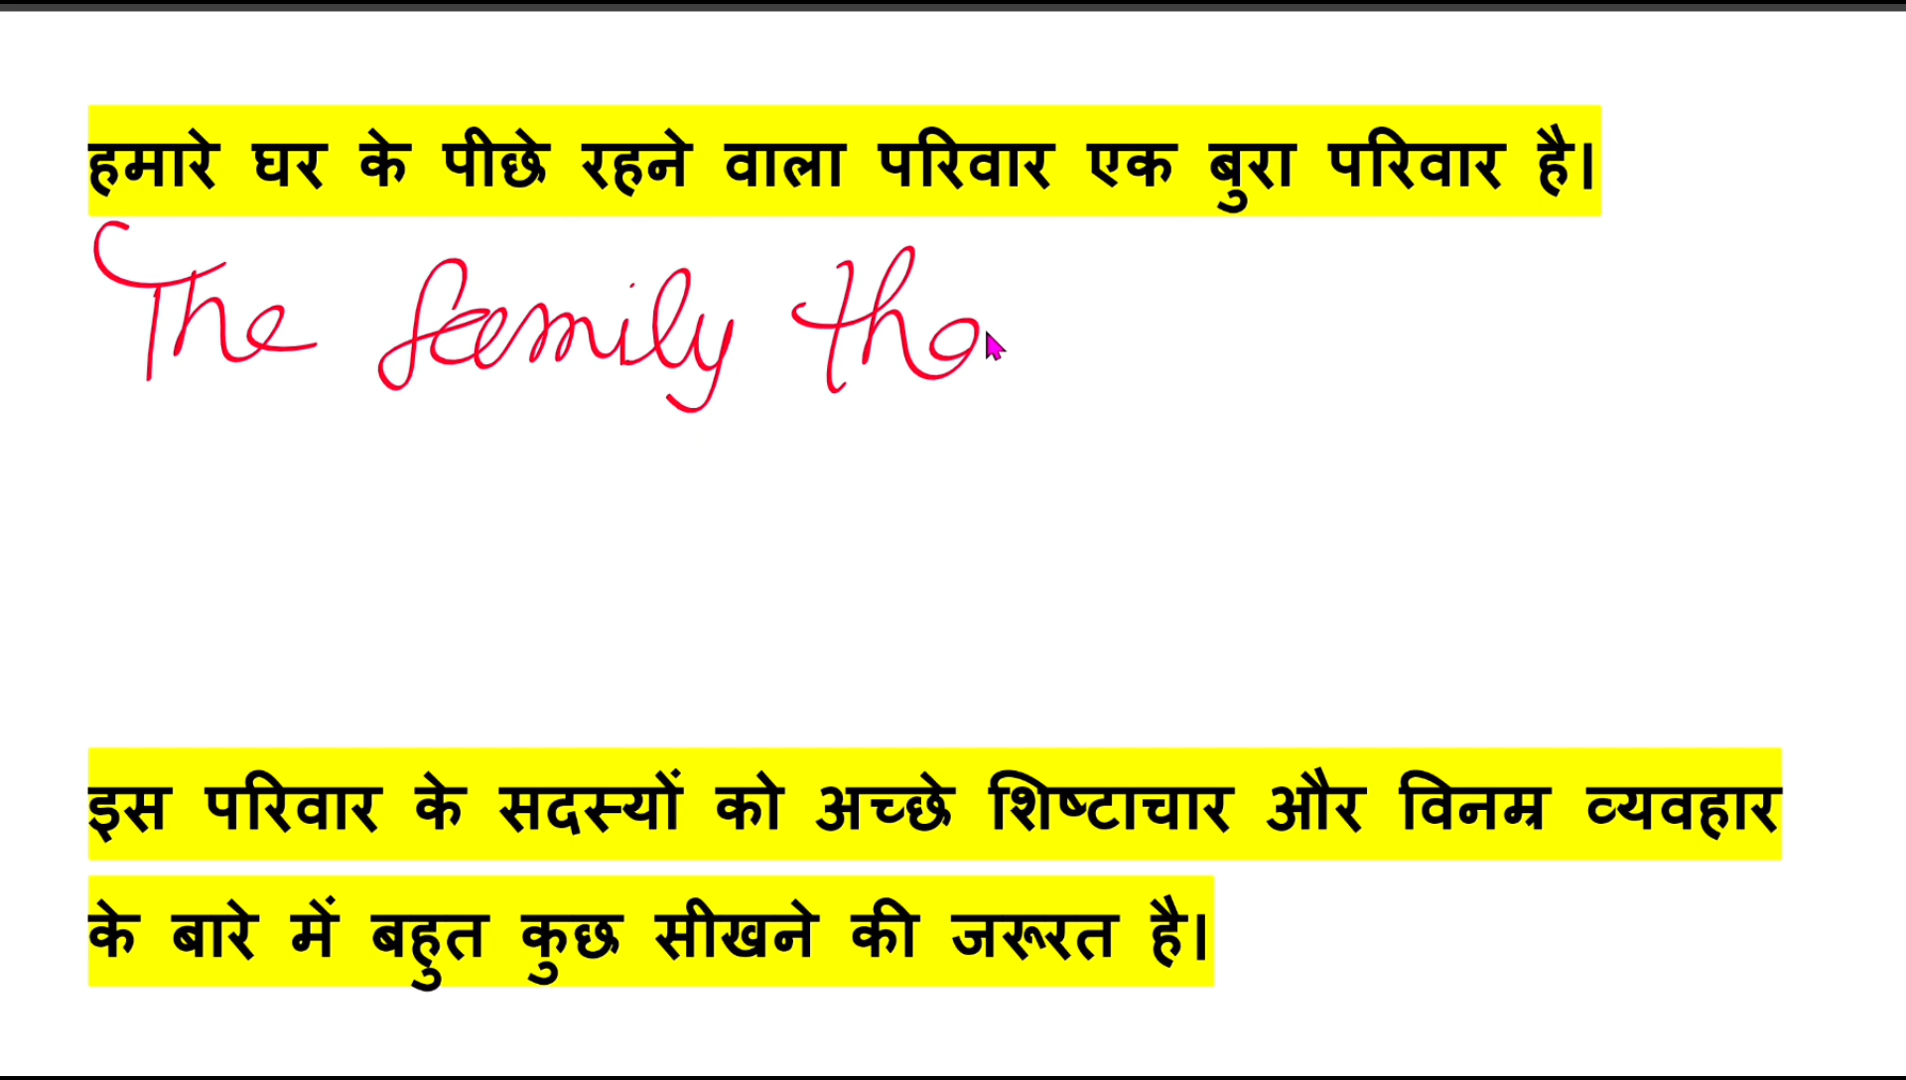 हमारे घर के पीछे रहने वाला परिवार एक बुरा परिवार है।
The family tha
इस परिवार के सदस्यों को अच्छे शिष्टाचार और विनम्र व्यवहार
के बारे में बहुत कुछ सीखने की जरूरत है।